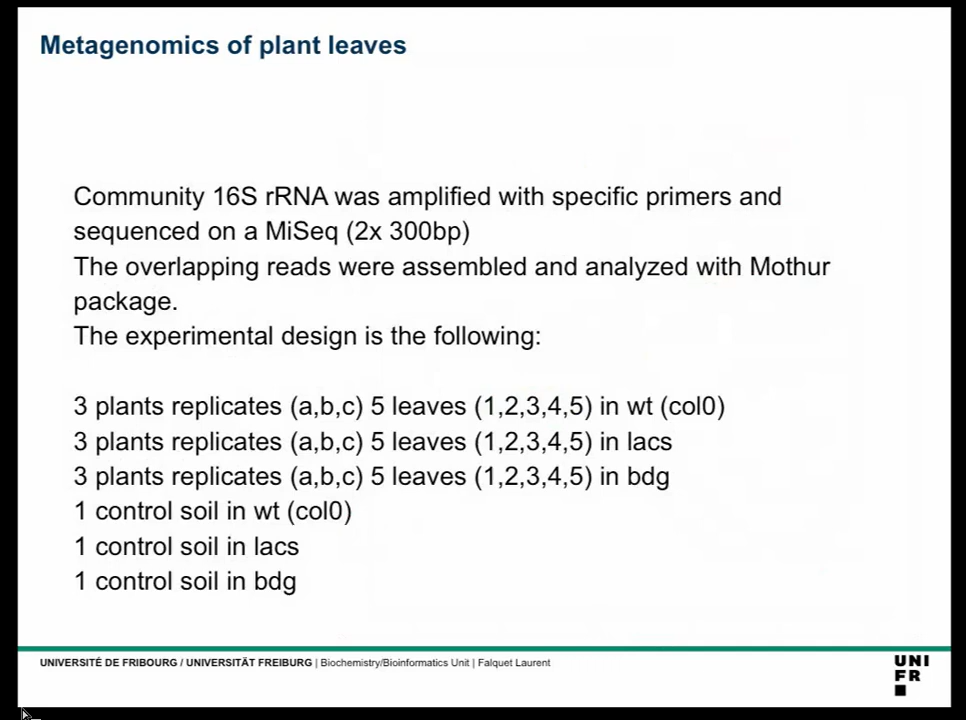 Metagenomics of plant leaves
Community 16S rRNA was amplified with specific primers and
sequenced on a MiSeq (2x 300bp)
The overlapping reads were assembled and analyzed with Mothur
package.
The experimental design is the following:
3 plants replicates (a,b,c) 5 leaves (1,2,3,4,5) in wt (col0)
3 plants replicates (a,b,c) 5 leaves (1,2,3,4,5) in lacs
3 plants replicates (a,b,c) 5 leaves (1,2,3,4,5) in bdg
1 control soil in wt (col0)
1 control soil in lacs
1 control soil in bdg
UNIVERSITÉ DE FRIBOURG / UNIVERSITÄT FREIBURG | Biochemistry/Bioinformatics Unit | Falquet Laurent
UNI
FR